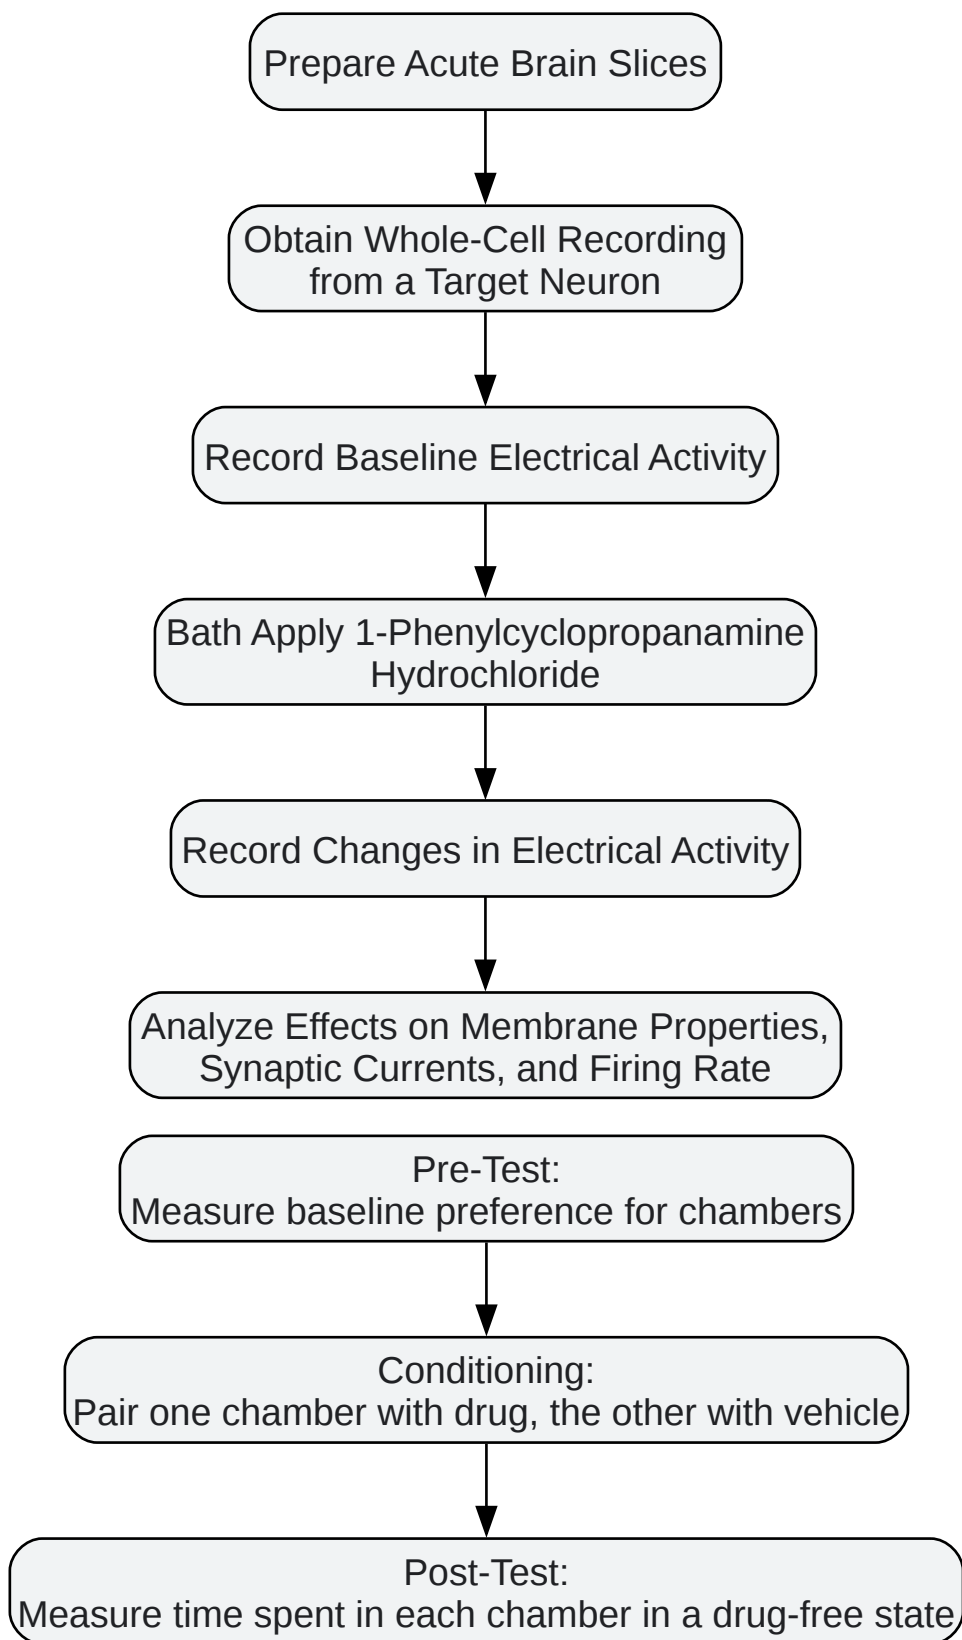 Prepare Acute Brain Slices
Obtain Whole-Cell Recording
from a Target Neuron
Record Baseline Electrical Activity
Bath Apply 1-Phenylcyclopropanamine
Hydrochloride
Record Changes in Electrical Activity
Analyze Effects on Membrane Properties,
Synaptic Currents, and Firing Rate
Pre-Test:
Measure baseline preference for chambers
Conditioning:
Pair one chamber with drug, the other with vehicle
Post-Test:
Measure time spent in each chamber in a drug-free state